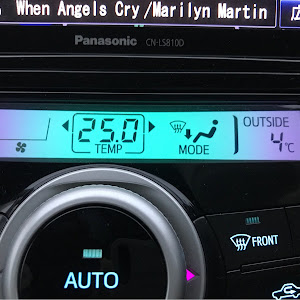 When Angels Cry/Marilyn Martin
Panasonic CN-LS810D
OUTSIDE
25.0 4°C
TEMP MODE
FRONT
AUTO